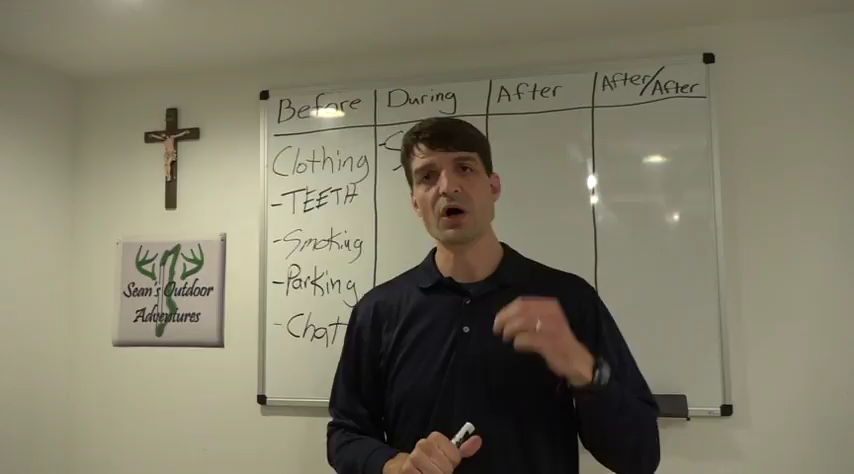 Before During After After/After
Clothing
-TEETH
-Smoking
-Parking
-Chat
Sean's Outdoor
Adventures